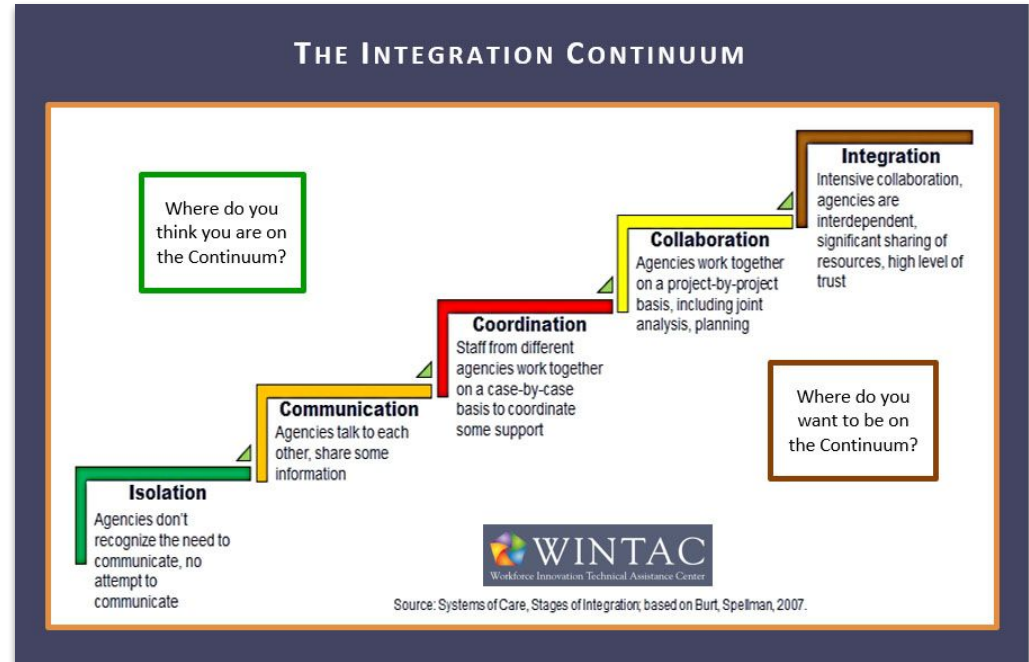 THE INTEGRATION CONTINUUM
Where do you
think you are on
the Continuum?
Isolation
Agencies don't
recognize the need to
communicate, no
attempt to
communicate
Communication
Agencies talk to each
other, share some
information
Coordination
Staff from different
agencies work together
on a case-by-case
basis to coordinate
some support
Collaboration
Agencies work together
on a project-by-project
basis, including joint
analysis, planning
Integration
Intensive collaboration,
agencies are
interdependent,
significant sharing of
resources, high level of
trust
Where do you
want to be on
the Continuum?
WINTAC
Workforce Innovation Technical Assistance Center
Source: Systems of Care, Stages of Integration; based on Burt, Spellman, 2007.